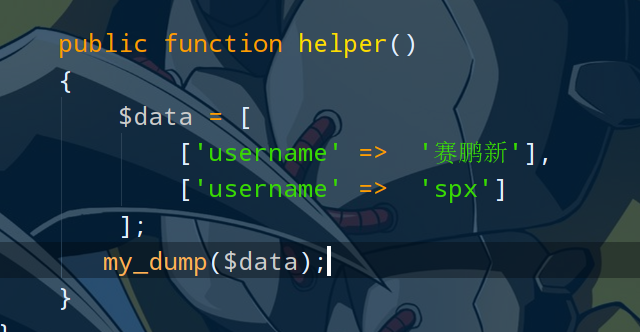 public function helper()
{
$data = [
['username' => '赛鹏新'],
['username' => 'spx']
];
my_dump($data);
}
}